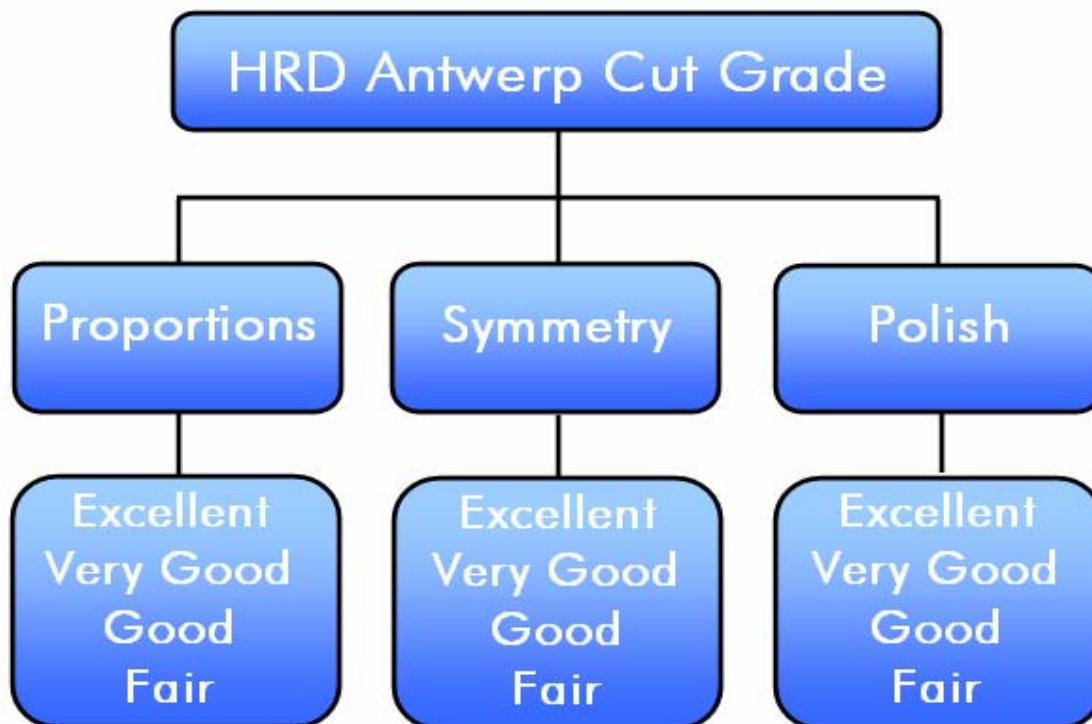 HRD Antwerp Cut Grade
Proportions
Symmetry
Polish
Excellent
Very Good
Good
Fair
Excellent
Very Good
Good
Fair
Excellent
Very Good
Good
Fair